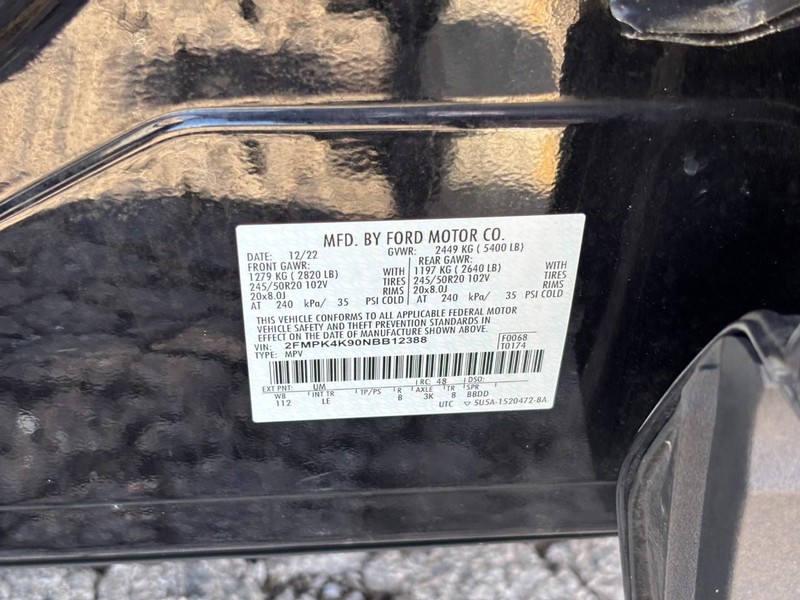 MFD. BY FORD MOTOR CO.
DATE: 12/22 GVWR: 2449 KG ( 5400 LB)
FRONT GAWR: REAR GAWR:
1279 KG ( 2820 LB) WITH 1197 KG ( 2640 LB) WITH
245/50R20 102V TIRES 245/50R20 102V TIRES
20x8.0J RIMS 20x8.0J RIMS
AT 240 kPa/ 35 PSI COLD AT 240 kPa/ 35 PSI COLD
THIS VEHICLE CONFORMS TO ALL APPLICABLE FEDERAL MOTOR
VEHICLE SAFETY AND THEFT PREVENTION STANDARDS IN
EFFECT ON THE DATE OF MANUFACTURE SHOWN ABOVE.
VIN: 2FMPK4K90NBB12388 F0068
TYPE: MPV T0174
EXT PNT: UM RC: 48 DSO:
WB INT TR TP/PS R AXLE TR SPR
112 LE B 3K 8 BBDD
UTC ▽ 5U5A-1520472-BA